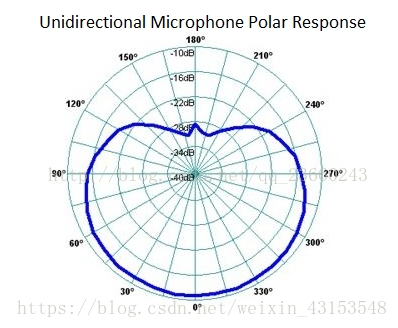 Unidirectional Microphone Polar Response
180°
150°
210°
-10dB
-16dB
120°
240°
-22dB
-28dB
-34dB
90°
-40dB
270°
60°
300°
30°
330°
0°
https://blog.csdn.net/weixin_43153548